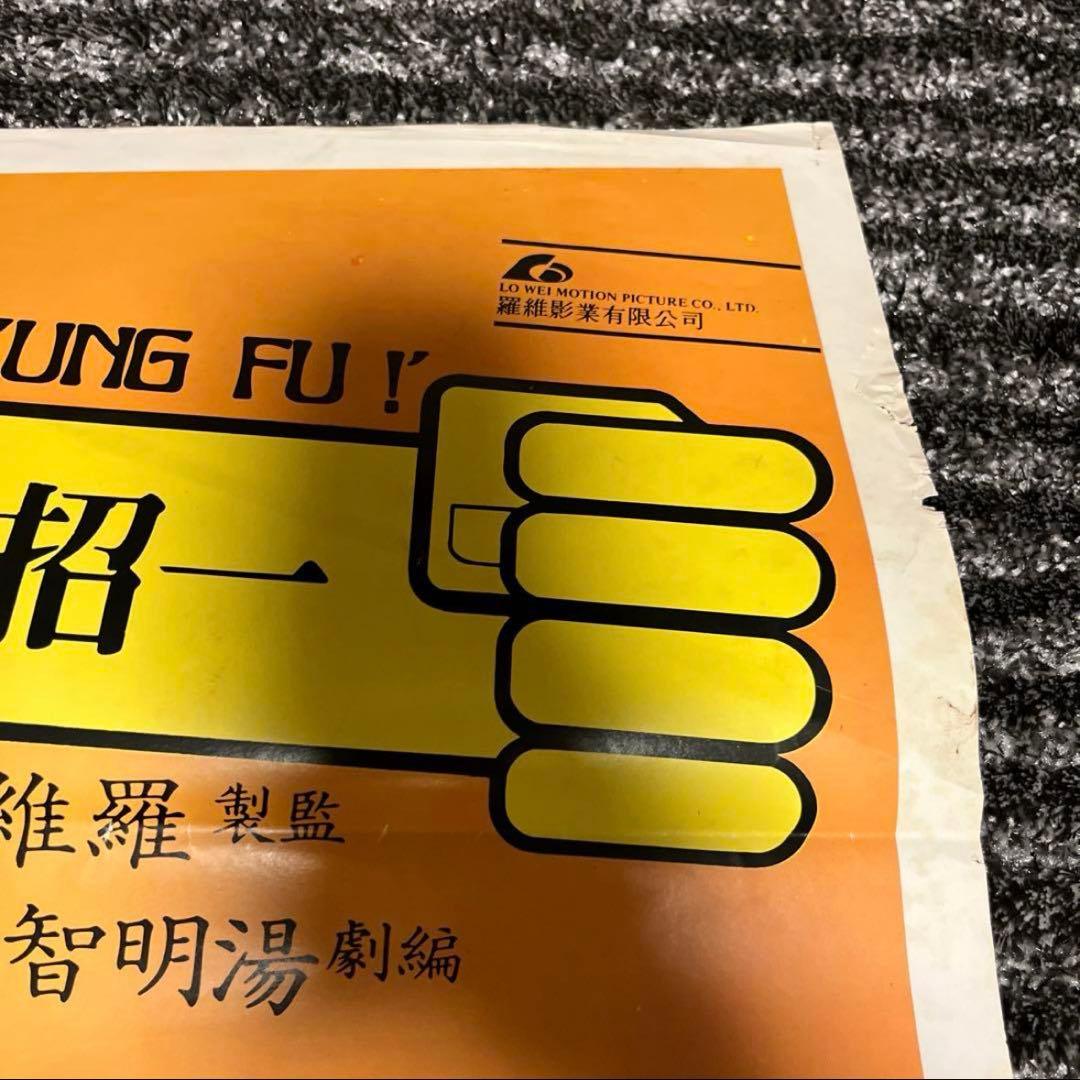 LO WEI MOTION PICTURE CO., LTD.
羅維影業有限公司
KUNG FU !
一招
監製 羅維
編劇 湯明智